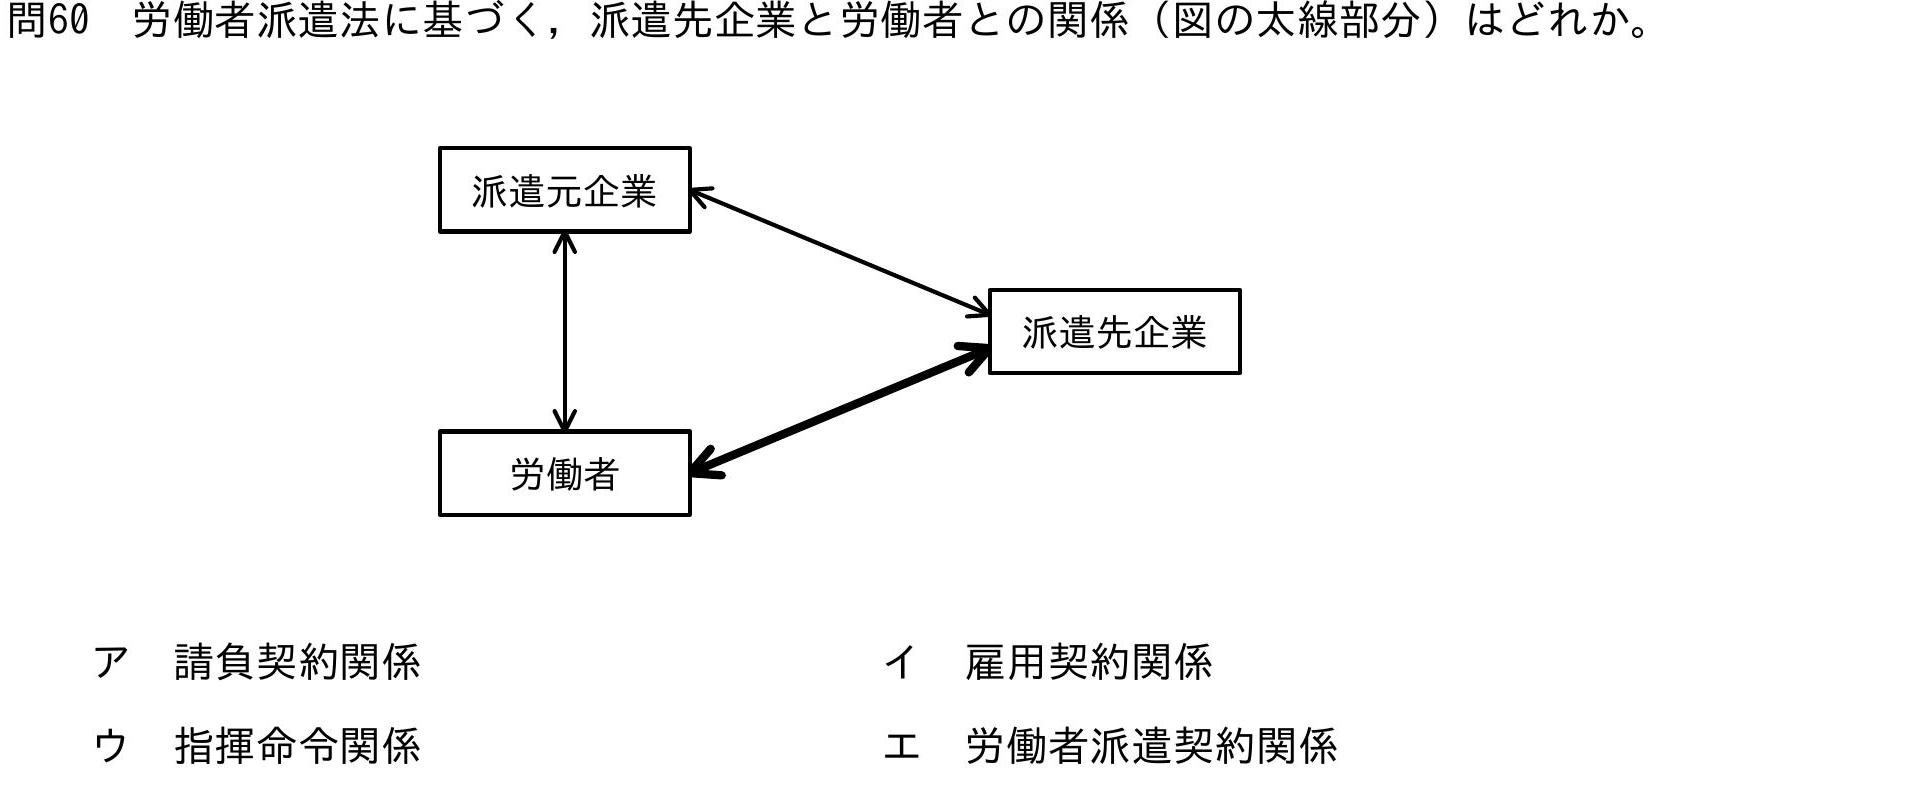 問60　労働者派遣法に基づく，派遣先企業と労働者との関係（図の太線部分）はどれか。
派遣元企業
派遣先企業
労働者
ア　請負契約関係　イ　雇用契約関係
ウ　指揮命令関係　エ　労働者派遣契約関係